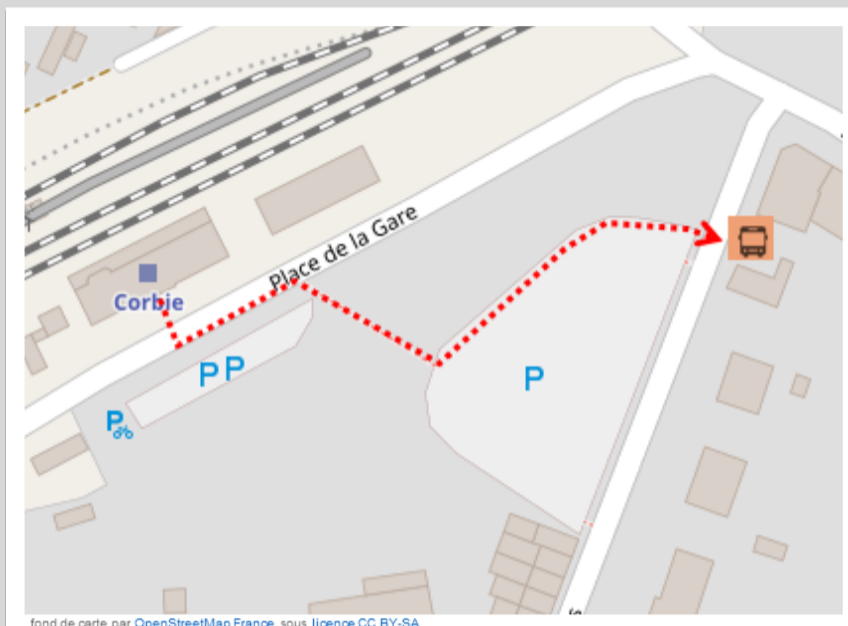 Place de la Gare
Corbie
P P
P
P
fond de carte par OpenStreetMap France, sous licence CC BY-SA